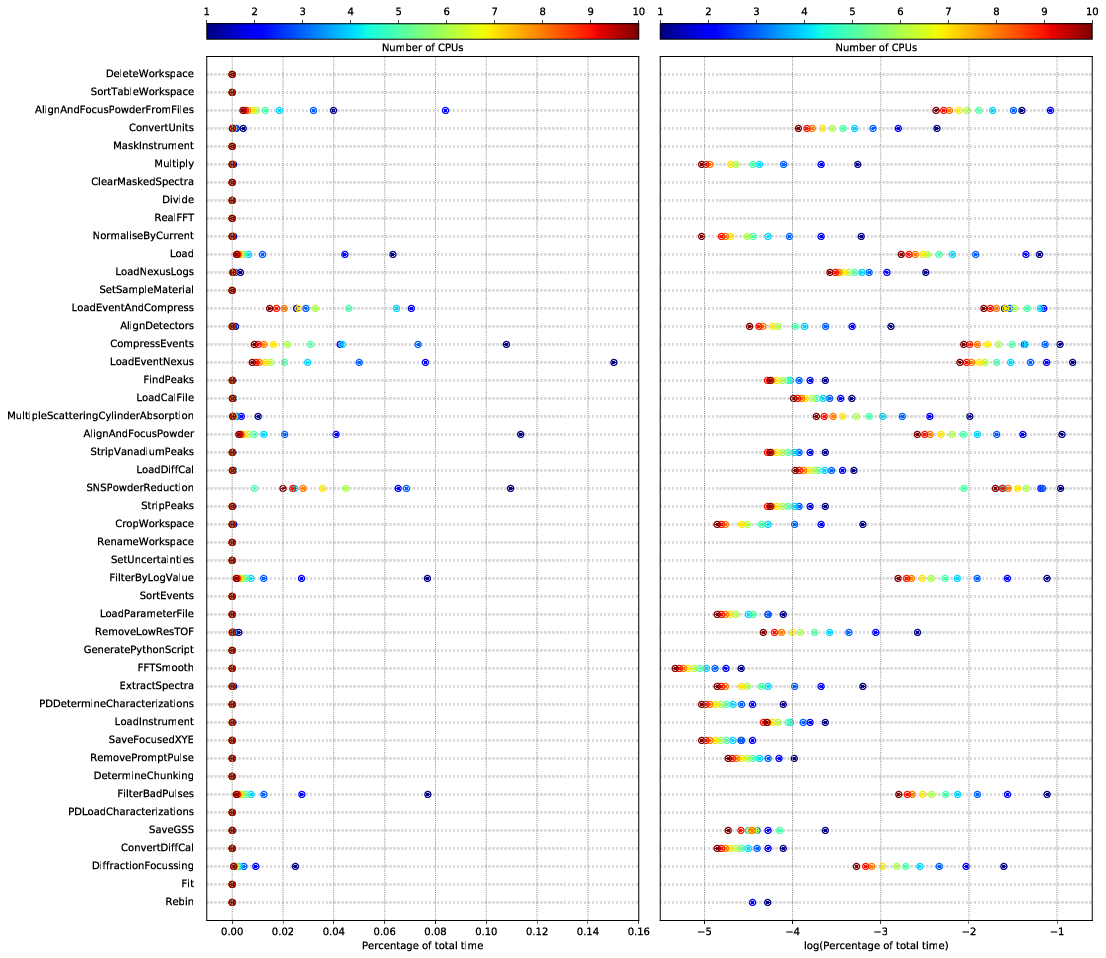 1 2 3 4 5 6 7 8 9 10
Number of CPUs
1 2 3 4 5 6 7 8 9 10
Number of CPUs
DeleteWorkspace
SortTableWorkspace
AlignAndFocusPowderFromFiles
ConvertUnits
MaskInstrument
Multiply
ClearMaskedSpectra
Divide
RealFFT
NormaliseByCurrent
Load
LoadNexusLogs
SetSampleMaterial
LoadEventAndCompress
AlignDetectors
CompressEvents
LoadEventNexus
FindPeaks
LoadCalFile
MultipleScatteringCylinderAbsorption
AlignAndFocusPowder
StripVanadiumPeaks
LoadDiffCal
SNSPowderReduction
StripPeaks
CropWorkspace
RenameWorkspace
SetUncertainties
FilterByLogValue
SortEvents
LoadParameterFile
RemoveLowResTOF
GeneratePythonScript
FFTSmooth
ExtractSpectra
PDDetermineCharacterizations
LoadInstrument
SaveFocusedXYE
RemovePromptPulse
DetermineChunking
FilterBadPulses
PDLoadCharacterizations
SaveGSS
ConvertDiffCal
DiffractionFocussing
Fit
Rebin
0.00 0.02 0.04 0.06 0.08 0.10 0.12 0.14 0.16
Percentage of total time
−5 −4 −3 −2 −1
log(Percentage of total time)